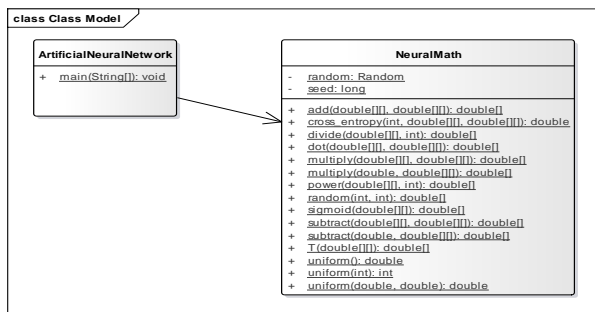 class Class Model
ArtificialNeuralNetwork
+ main(String[]): void
NeuralMath
- random: Random
- seed: long
+ add(double[][], double[][]): double[]
+ cross_entropy(int, double[][], double[][]): double
+ divide(double[][], int): double[]
+ dot(double[][], double[][]): double[]
+ multiply(double[][], double[][]): double[]
+ multiply(double, double[][]): double[]
+ power(double[][], int): double[]
+ random(int, int): double[]
+ sigmoid(double[][]): double[]
+ subtract(double[][], double[][]): double[]
+ subtract(double, double[][]): double[]
+ T(double[][]): double[]
+ uniform(): double
+ uniform(int): int
+ uniform(double, double): double